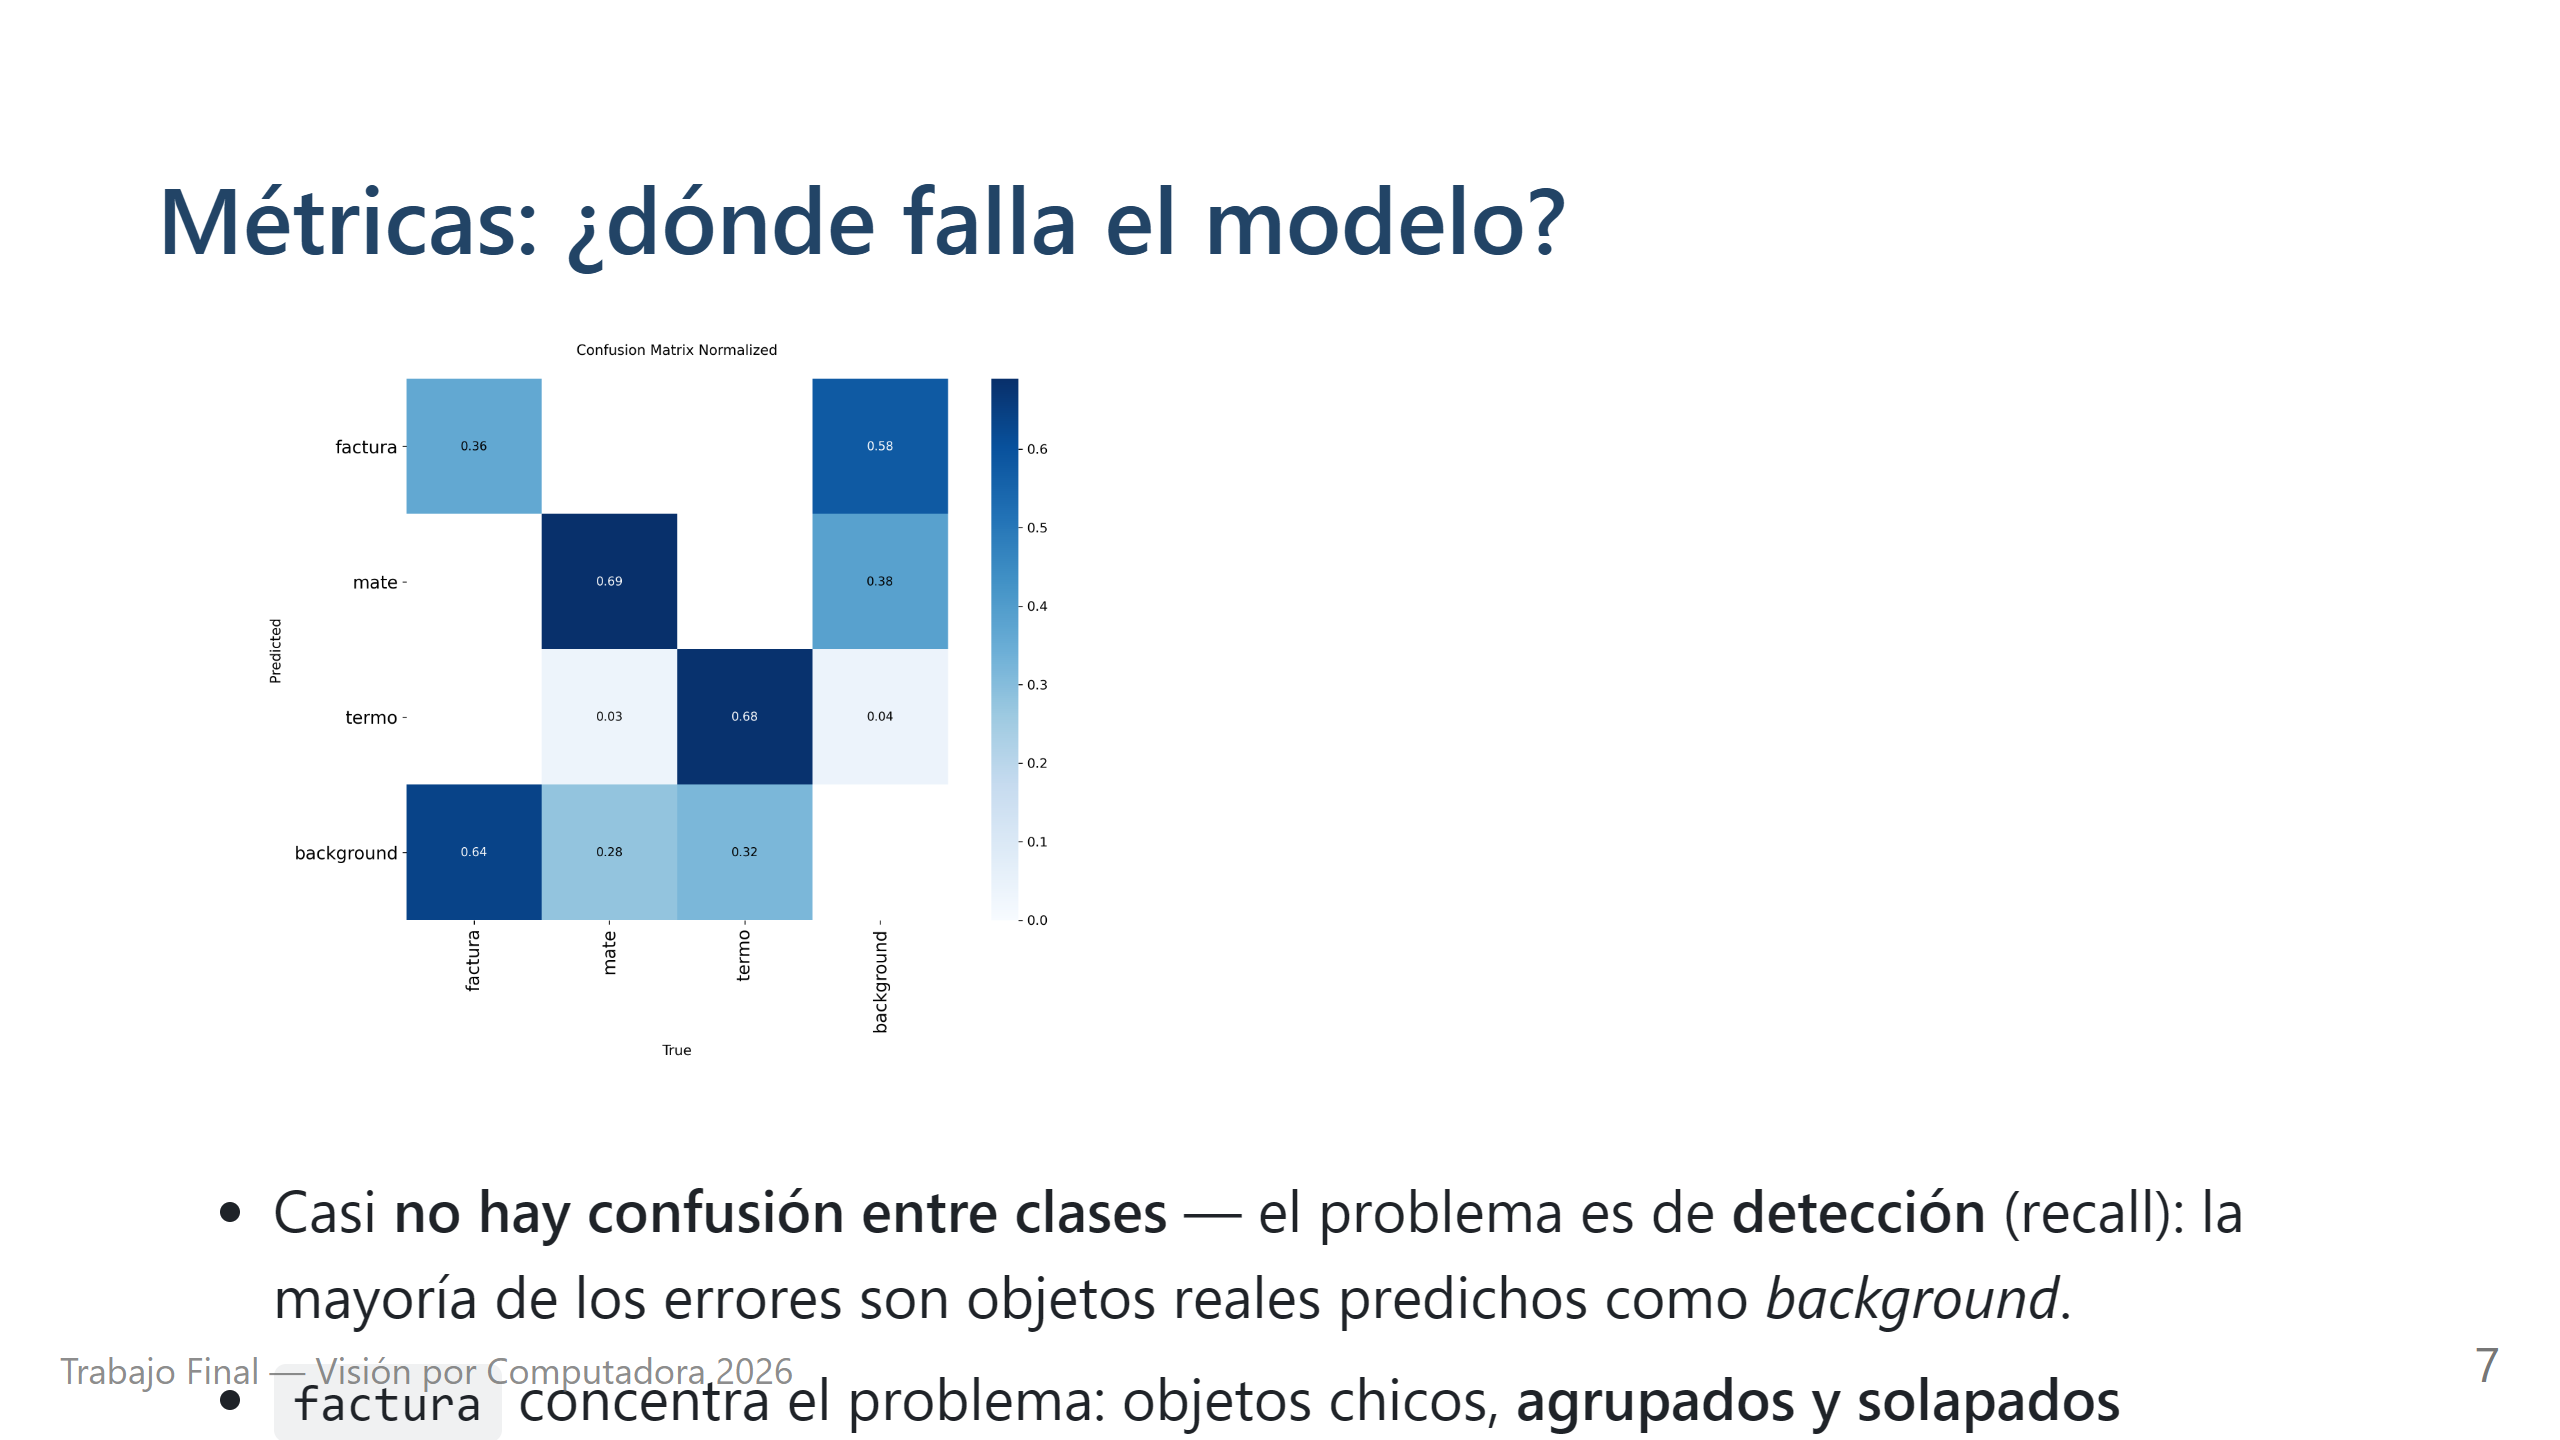 Métricas: ¿dónde falla el modelo?
Confusion Matrix Normalized
factura
0.36
0.58
mate
0.69
0.38
termo
0.03
0.68
0.04
background
0.64
0.28
0.32
Predicted
factura
mate
termo
background
True
0.6
0.5
0.4
0.3
0.2
0.1
0.0
• Casi no hay confusión entre clases — el problema es de detección (recall): la
mayoría de los errores son objetos reales predichos como background.
• factura concentra el problema: objetos chicos, agrupados y solapados
Trabajo Final — Visión por Computadora 2026
7